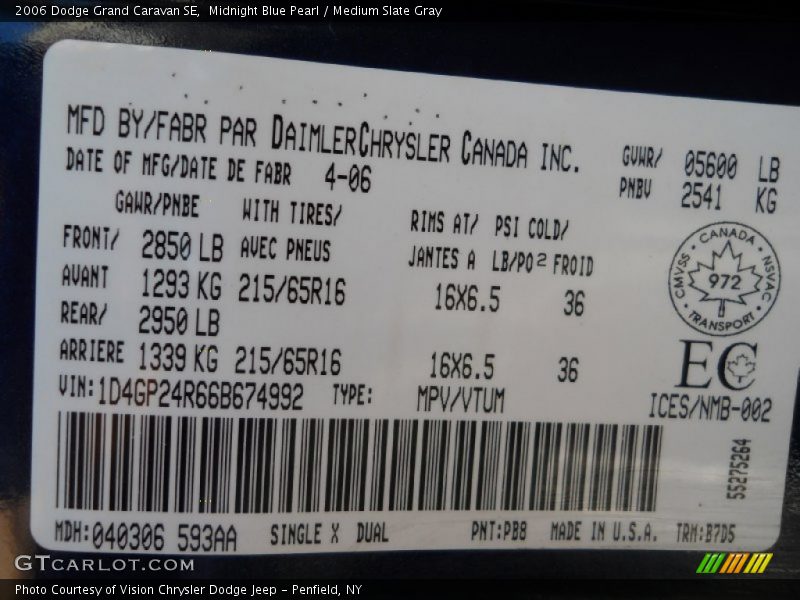 2006 Dodge Grand Caravan SE,  Midnight Blue Pearl / Medium Slate Gray
MFD BY/FABR PAR DAIMLERCHRYSLER CANADA INC.
DATE OF MFG/DATE DE FABR 4-06
GVWR/ 05600 LB
PNBV 2541 KG
GAWR/PNBE WITH TIRES/ RIMS AT/ PSI COLD/
FRONT/ 2850 LB AVEC PNEUS JANTES A LB/PO² FROID
AVANT 1293 KG 215/65R16 16X6.5 36
REAR/ 2950 LB
ARRIERE 1339 KG 215/65R16 16X6.5 36
CANADA
CMVSS 972 NSVAC
TRANSPORT
EC
VIN:1D4GP24R66B674992 TYPE: MPV/VTUM ICES/NMB-002
55275264
MDH:040306 593AA SINGLE X DUAL PNT:PB8 MADE IN U.S.A. TRM:B7D5
GTCARLOT.COM
Photo Courtesy of Vision Chrysler Dodge Jeep – Penfield, NY